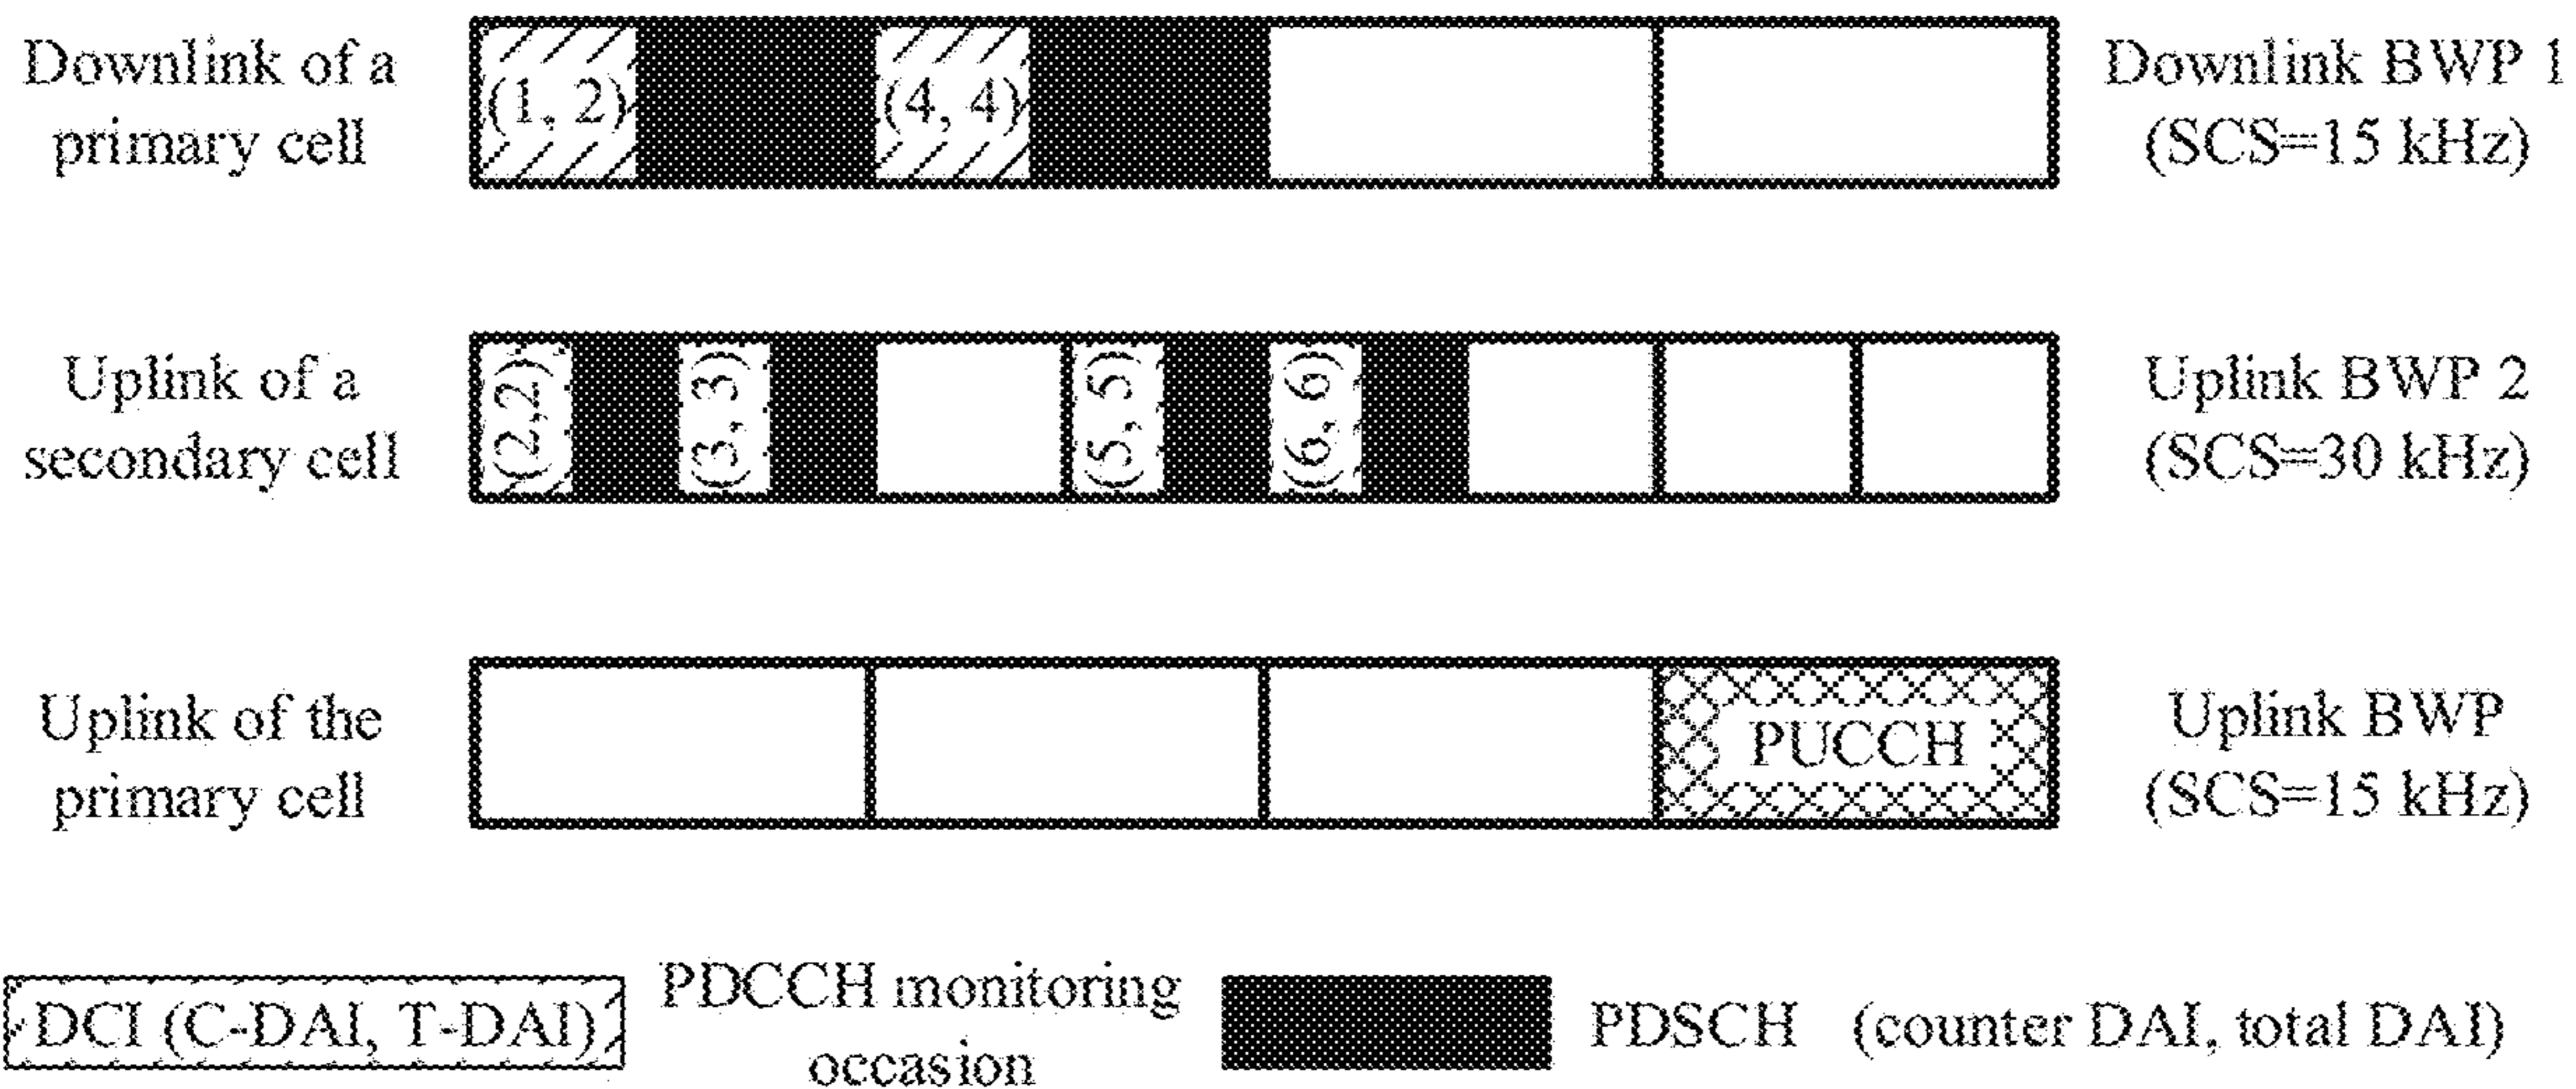 Downlink of a
primary cell
(1, 2)
(4, 4)
Downlink BWP 1
(SCS=15 kHz)
Uplink of a
secondary cell
(2,2)
(3, 3)
(5, 5)
(6, 6)
Uplink BWP 2
(SCS=30 kHz)
Uplink of the
primary cell
PUCCH
Uplink BWP
(SCS=15 kHz)
DCI (C-DAI, T-DAI)
PDCCH monitoring
occasion
PDSCH
(counter DAI, total DAI)